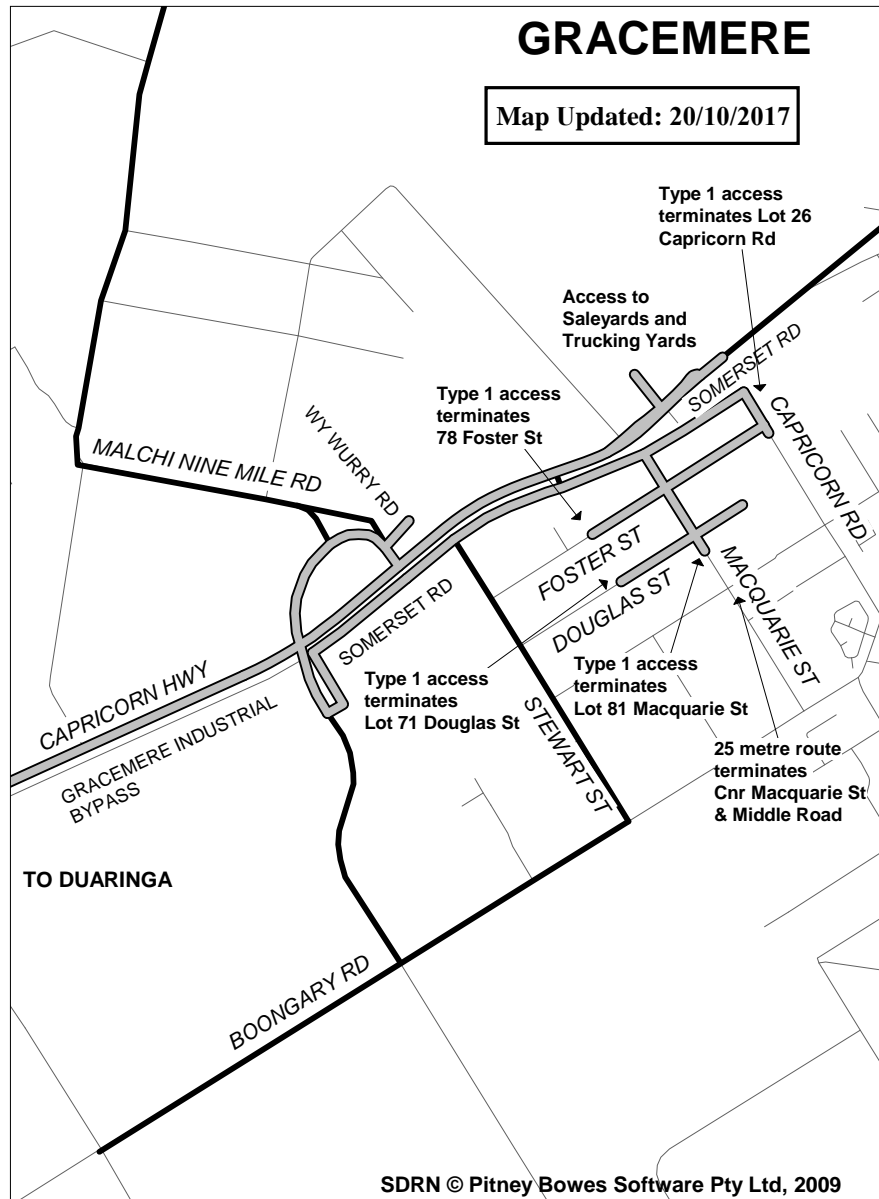 GRACEMERE
Map Updated: 20/10/2017
Type 1 access
terminates Lot 26
Capricorn Rd
Access to
Saleyards and
Trucking Yards
SOMERSET RD
Type 1 access
terminates
78 Foster St
CAPRICORN RD
WY WURRY RD
MALCHI NINE MILE RD
FOSTER ST
DOUGLAS ST
MACQUARIE ST
SOMERSET RD
Type 1 access
terminates
Lot 71 Douglas St
Type 1 access
terminates
Lot 81 Macquarie St
STEWART ST
CAPRICORN HWY
GRACEMERE INDUSTRIAL
BYPASS
25 metre route
terminates
Cnr Macquarie St
& Middle Road
TO DUARINGA
BOONGARY RD
SDRN © Pitney Bowes Software Pty Ltd, 2009